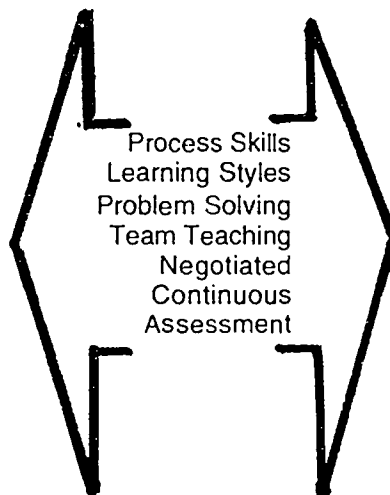 Process Skills
Learning Styles
Problem Solving
Team Teaching
Negotiated
Continuous
Assessment